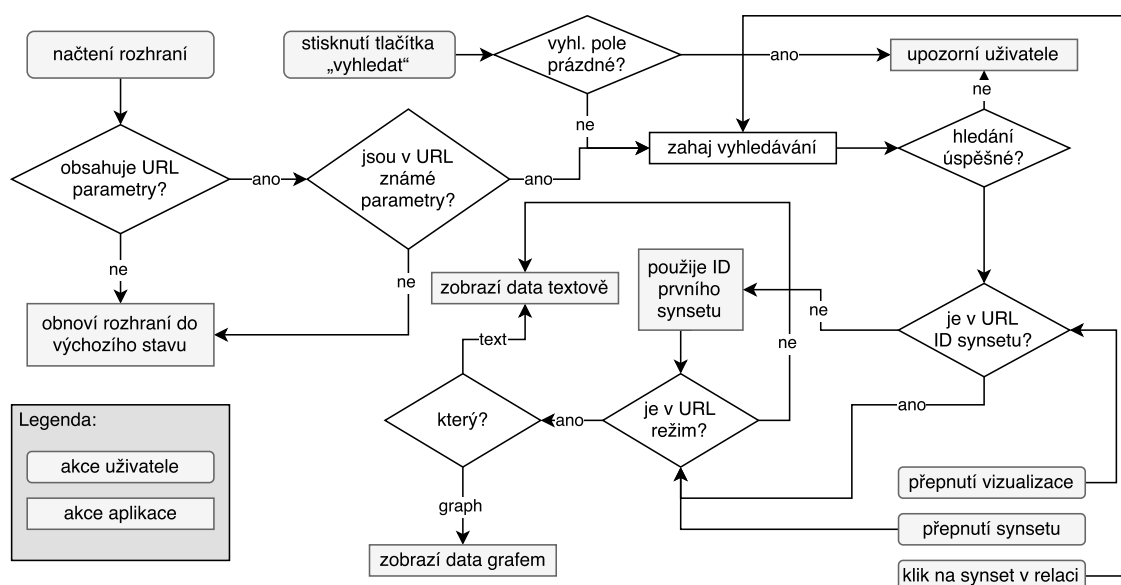 načtení rozhraní
stisknutí tlačítka
„vyhledat“
vyhl. pole
prázdné?
ano
upozorní uživatele
ne
ne
obsahuje URL
parametry?
ano
jsou v URL
známé
parametry?
ano
zahaj vyhledávání
hledání
úspěšné?
ne
ne
obnoví rozhraní do
výchozího stavu
zobrazí data textově
použije ID
prvního
synsetu
ne
je v URL
ID synsetu?
text
ne
ano
který?
ano
je v URL
režim?
graph
zobrazí data grafem
Legenda:
akce uživatele
akce aplikace
přepnutí vizualizace
přepnutí synsetu
klik na synset v relaci